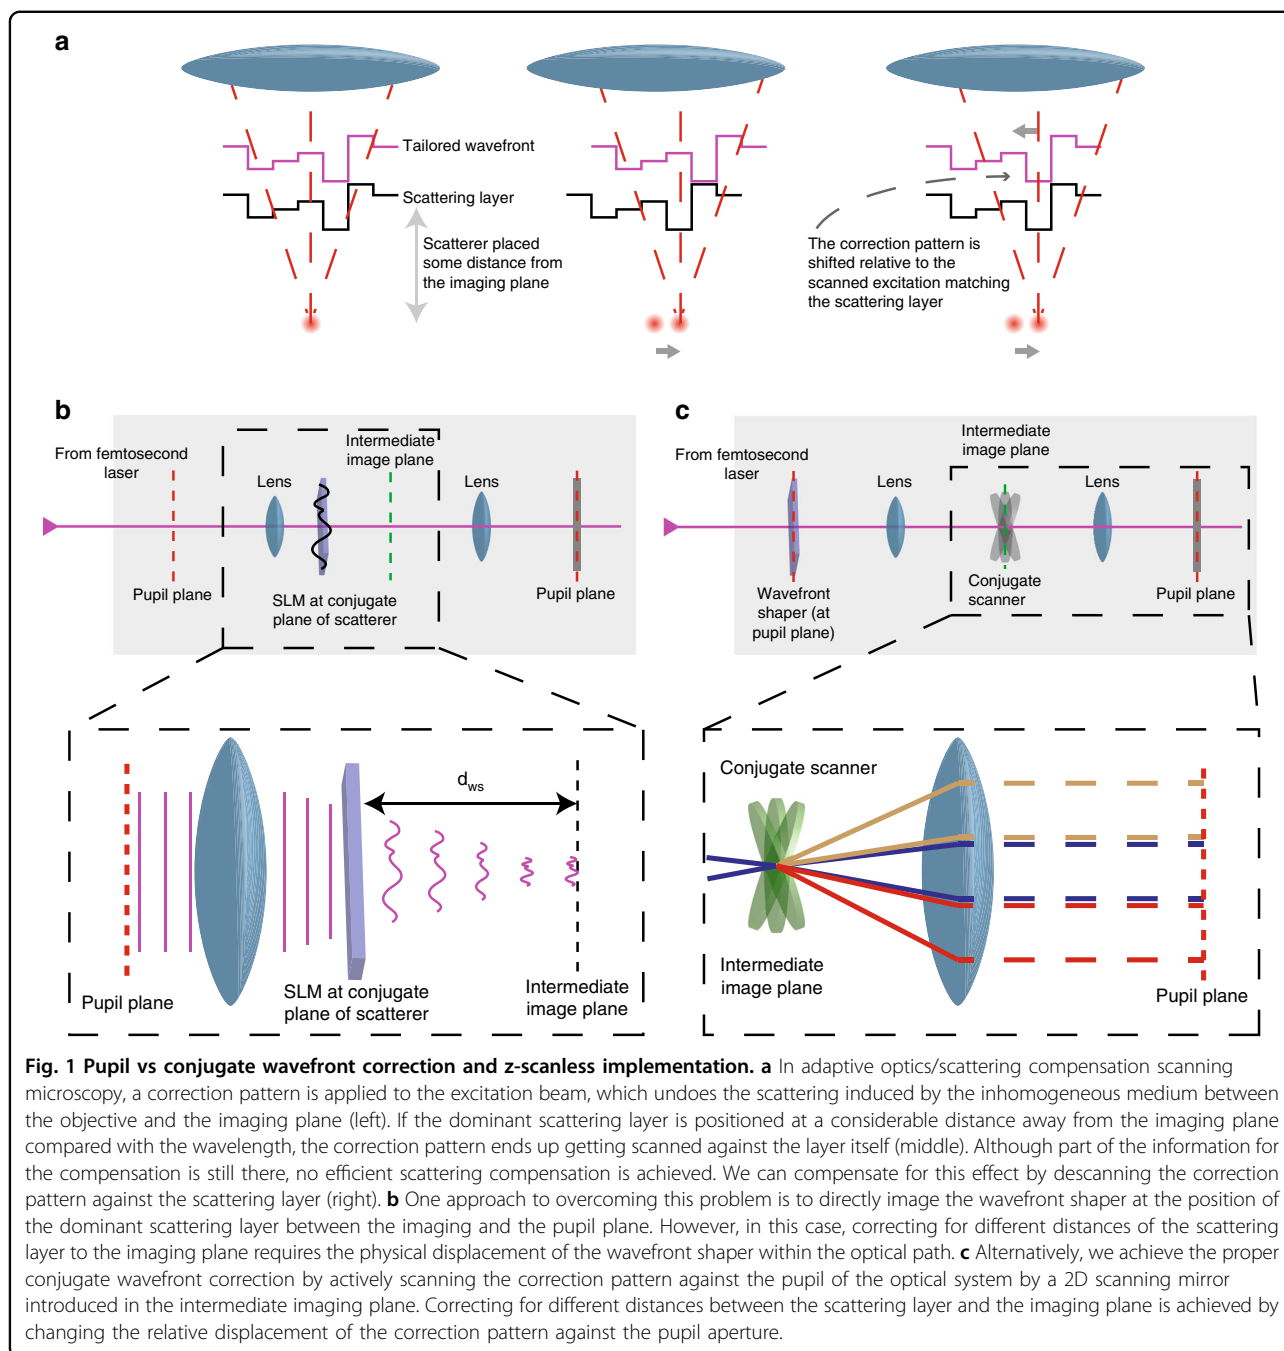 a
Tailored wavefront
Scattering layer
Scatterer placed
some distance from
the imaging plane
The correction pattern is
shifted relative to the
scanned excitation matching
the scattering layer
b
From femtosecond
laser
Intermediate
image plane
Lens
Lens
Pupil plane
SLM at conjugate
plane of scatterer
Pupil plane
d_ws
Pupil plane
SLM at conjugate
plane of scatterer
Intermediate
image plane
c
From femtosecond
laser
Intermediate
image plane
Lens
Lens
Wavefront
shaper (at
pupil plane)
Conjugate
scanner
Pupil plane
Conjugate scanner
Intermediate
image plane
Pupil plane
Fig. 1 Pupil vs conjugate wavefront correction and z-scanless implementation. a In adaptive optics/scattering compensation scanning
microscopy, a correction pattern is applied to the excitation beam, which undoes the scattering induced by the inhomogeneous medium between
the objective and the imaging plane (left). If the dominant scattering layer is positioned at a considerable distance away from the imaging plane
compared with the wavelength, the correction pattern ends up getting scanned against the layer itself (middle). Although part of the information for
the compensation is still there, no efficient scattering compensation is achieved. We can compensate for this effect by descanning the correction
pattern against the scattering layer (right). b One approach to overcoming this problem is to directly image the wavefront shaper at the position of
the dominant scattering layer between the imaging and the pupil plane. However, in this case, correcting for different distances of the scattering
layer to the imaging plane requires the physical displacement of the wavefront shaper within the optical path. c Alternatively, we achieve the proper
conjugate wavefront correction by actively scanning the correction pattern against the pupil of the optical system by a 2D scanning mirror
introduced in the intermediate imaging plane. Correcting for different distances between the scattering layer and the imaging plane is achieved by
changing the relative displacement of the correction pattern against the pupil aperture.